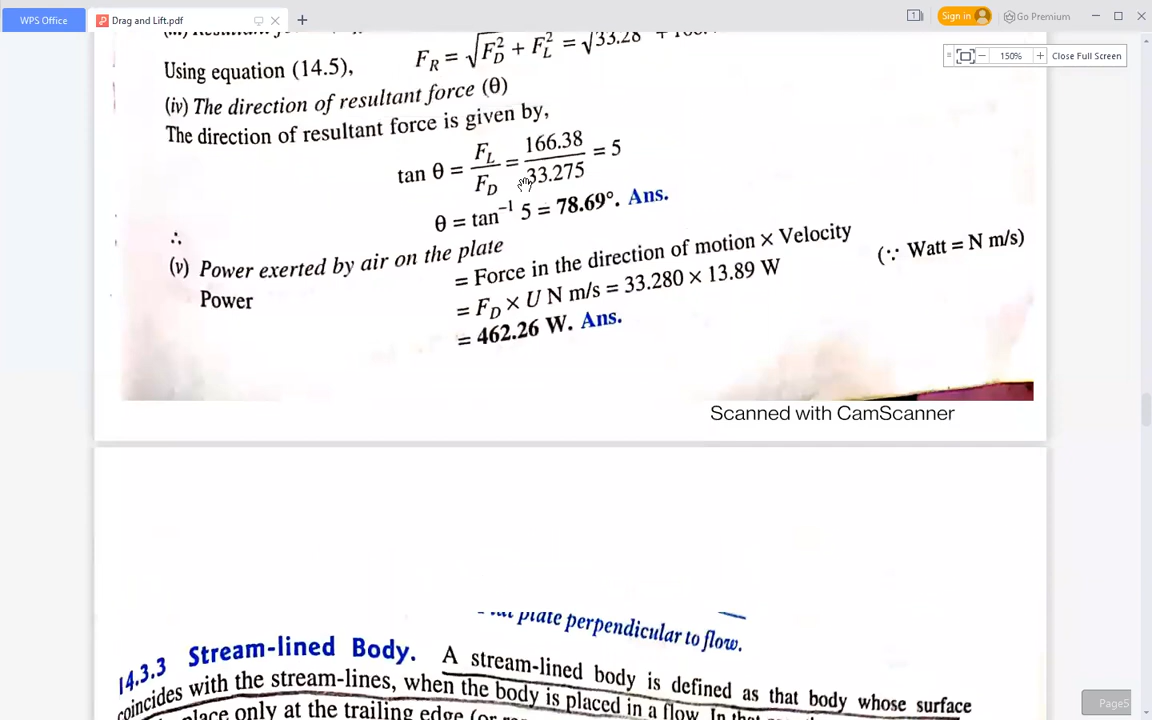 WPS Office
Drag and Lift.pdf
1
Sign in
Go Premium
150%
Close Full Screen
Using equation (14.5), F_R = √F_D² + F_L² = √33.28
(iv) The direction of resultant force (θ)
The direction of resultant force is given by,
tan θ = F_L / F_D = 166.38 / 33.275 = 5
∴ θ = tan⁻¹ 5 = 78.69°. Ans.
(v) Power exerted by air on the plate
Power = Force in the direction of motion × Velocity
= F_D × U N m/s = 33.280 × 13.89 W (∵ Watt = N m/s)
= 462.26 W. Ans.
Scanned with CamScanner
plate perpendicular to flow.
14.3.3 Stream-lined Body. A stream-lined body is defined as that body whose surface
coincides with the stream-lines, when the body is placed in a flow. In that
place only at the trailing edge (or
Page5